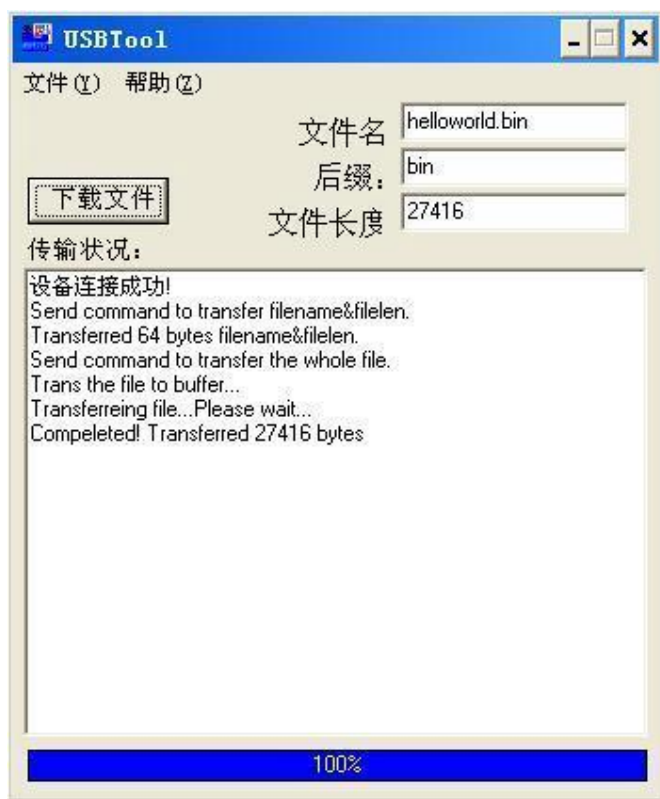 USBTool
文件(Y) 帮助(Z)
文件名 helloworld.bin
后缀: bin
下载文件
文件长度 27416
传输状况:
设备连接成功!
Send command to transfer filename&filelen.
Transferred 64 bytes filename&filelen.
Send command to transfer the whole file.
Trans the file to buffer...
Transferreing file...Please wait...
Compeleted! Transferred 27416 bytes
100%